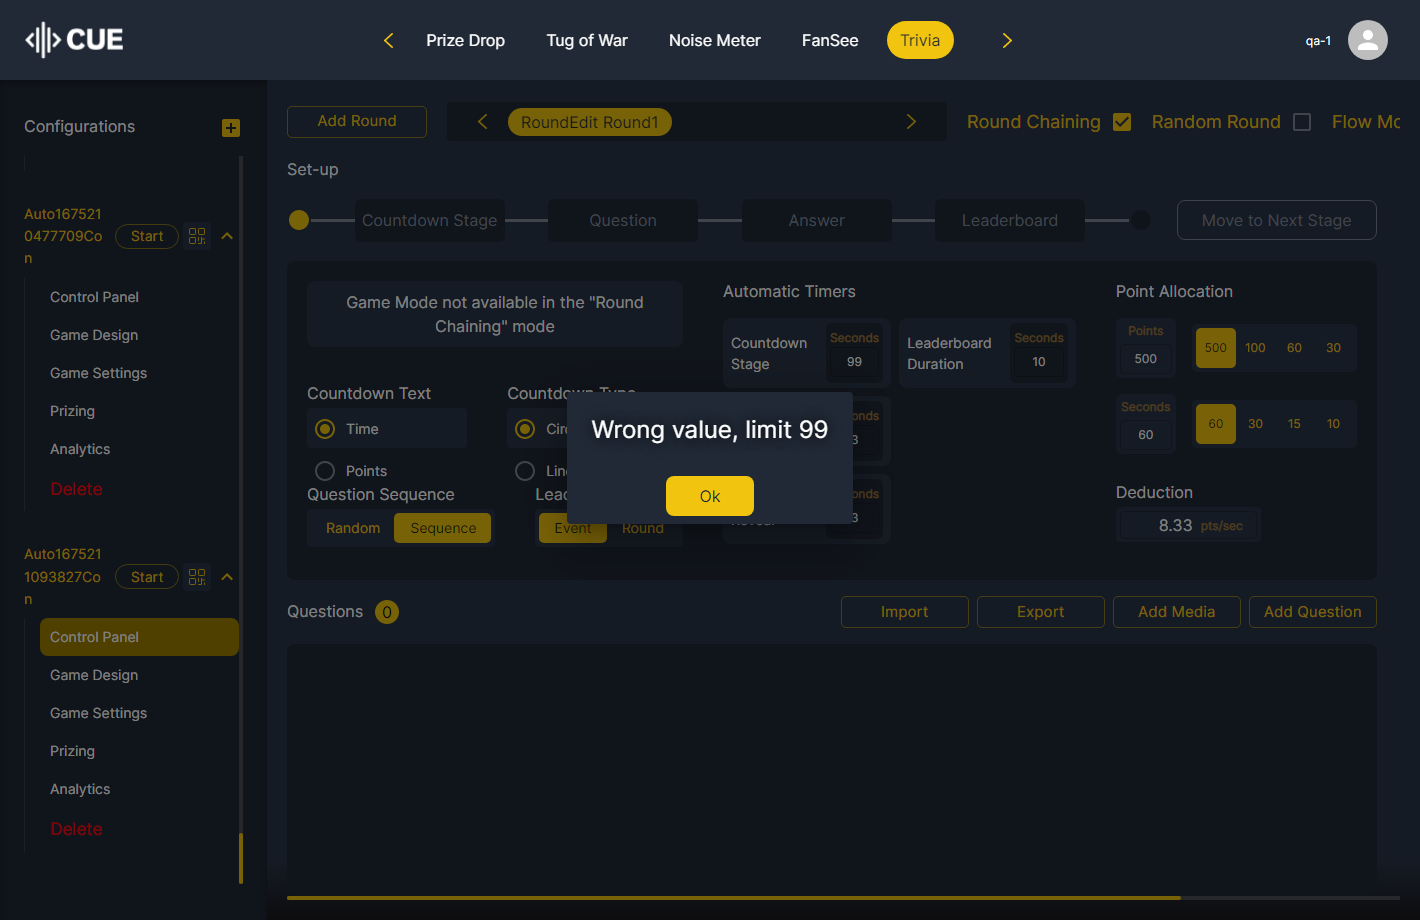 CUE
Prize Drop
Tug of War
Noise Meter
FanSee
Trivia
qa-1
Configurations
Auto167521
0477709Co
n
Start
Control Panel
Game Design
Game Settings
Prizing
Analytics
Delete
Auto167521
1093827Co
n
Start
Control Panel
Game Design
Game Settings
Prizing
Analytics
Delete
Add Round
RoundEdit Round1
Round Chaining
Random Round
Flow Mo
Set-up
Countdown Stage
Question
Answer
Leaderboard
Move to Next Stage
Game Mode not available in the "Round
Chaining" mode
Countdown Text
Time
Points
Countdown Type
Circ
Line
Question Sequence
Random
Sequence
Lead
Event
Round
Automatic Timers
Countdown
Stage
Seconds
99
Leaderboard
Duration
Seconds
10
onds
3
onds
3
Reveal
Point Allocation
Points
500
500
100
60
30
Seconds
60
60
30
15
10
Deduction
8.33 pts/sec
Wrong value, limit 99
Ok
Questions
0
Import
Export
Add Media
Add Question